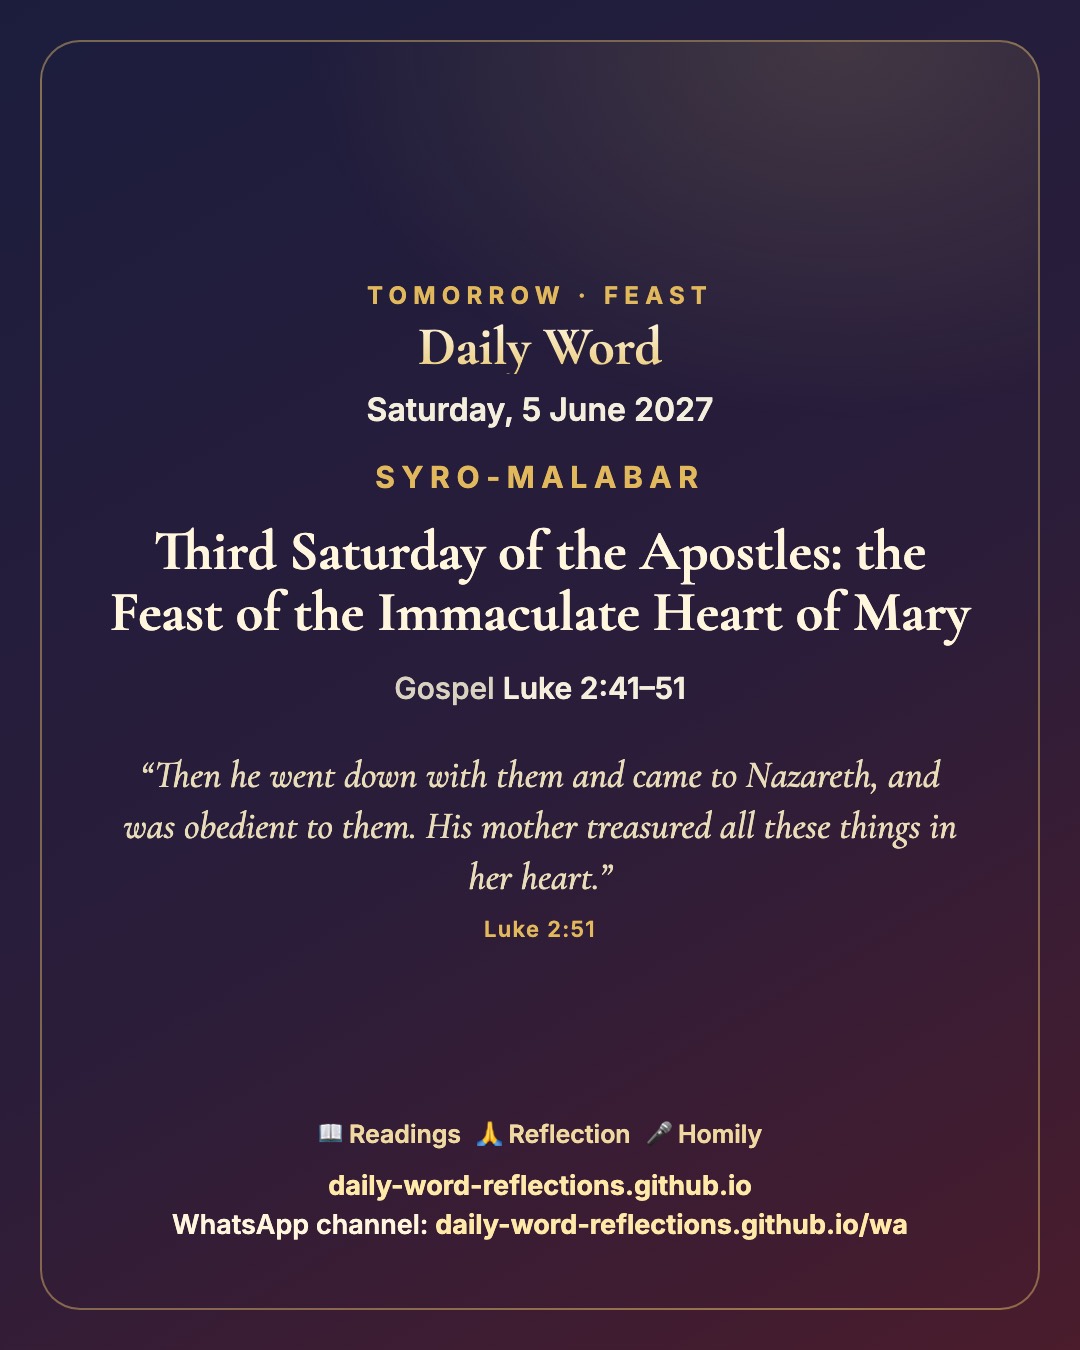 TOMORROW · FEAST
Daily Word
Saturday, 5 June 2027
SYRO-MALABAR
Third Saturday of the Apostles: the
Feast of the Immaculate Heart of Mary
Gospel Luke 2:41–51
“Then he went down with them and came to Nazareth, and
was obedient to them. His mother treasured all these things in
her heart.”
Luke 2:51
📖 Readings 🙏 Reflection 🎤 Homily
daily-word-reflections.github.io
WhatsApp channel: daily-word-reflections.github.io/wa